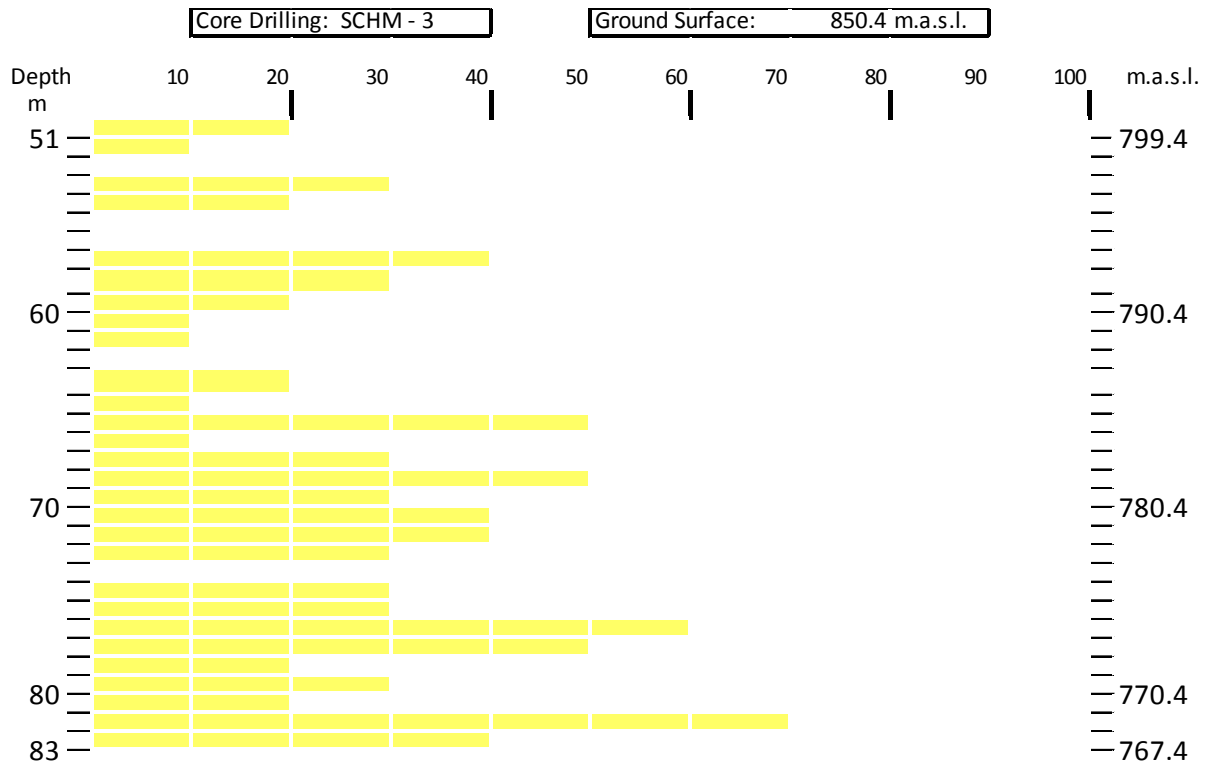 Core Drilling: SCHM - 3 Ground Surface: 850.4 m.a.s.l.
Depth 10 20 30 40 50 60 70 80 90 100 m.a.s.l.
m
51 799.4
60 790.4
70 780.4
80 770.4
83 767.4